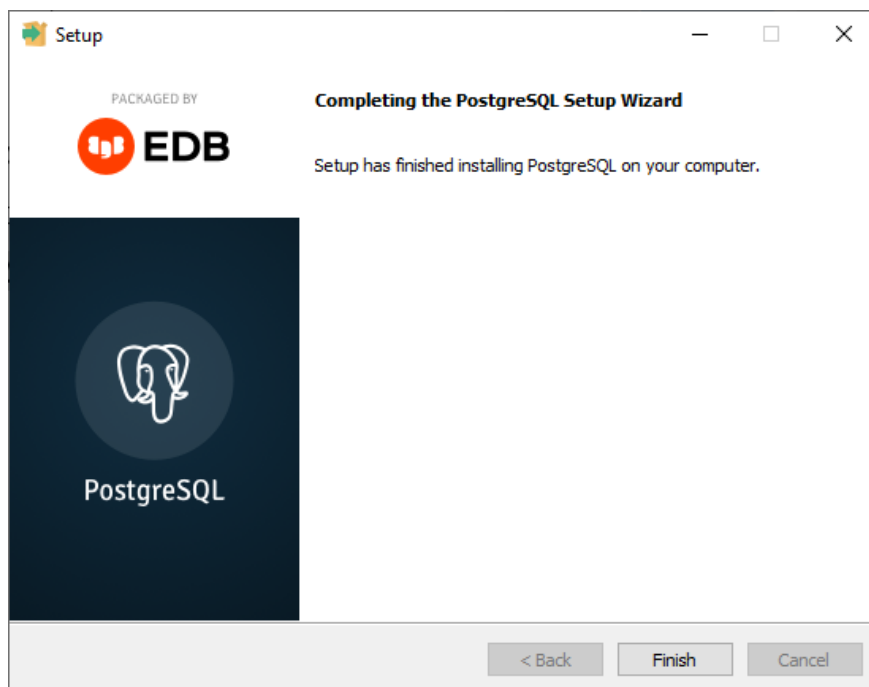 Setup
PACKAGED BY
EDB
Completing the PostgreSQL Setup Wizard
Setup has finished installing PostgreSQL on your computer.
PostgreSQL
< Back
Finish
Cancel